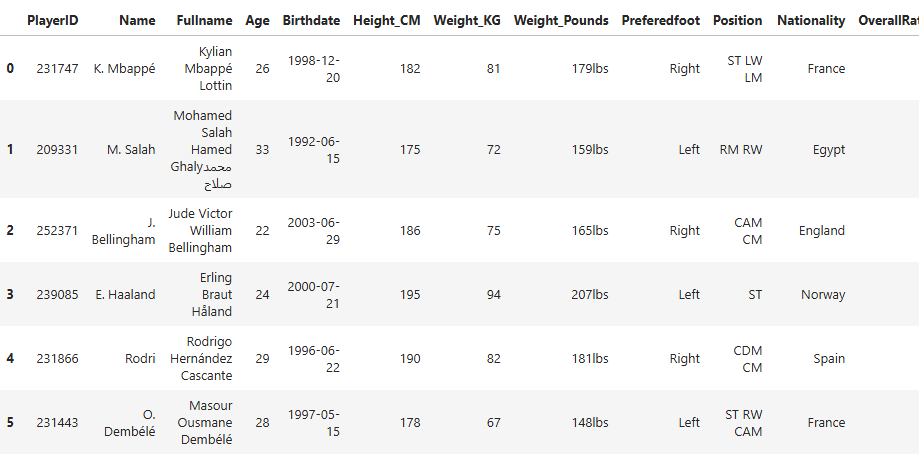 PlayerID Name Fullname Age Birthdate Height_CM Weight_KG Weight_Pounds Preferedfoot Position Nationality OverallRat
0 231747 K. Mbappé Kylian Mbappé Lottin 26 1998-12-20 182 81 179lbs Right ST LW LM France
1 209331 M. Salah Mohamed Salah Hamed Ghalyمحمد صلاح 33 1992-06-15 175 72 159lbs Left RM RW Egypt
2 252371 J. Bellingham Jude Victor William Bellingham 22 2003-06-29 186 75 165lbs Right CAM CM England
3 239085 E. Haaland Erling Braut Håland 24 2000-07-21 195 94 207lbs Left ST Norway
4 231866 Rodri Rodrigo Hernández Cascante 29 1996-06-22 190 82 181lbs Right CDM CM Spain
5 231443 O. Dembélé Masour Ousmane Dembélé 28 1997-05-15 178 67 148lbs Left ST RW CAM France